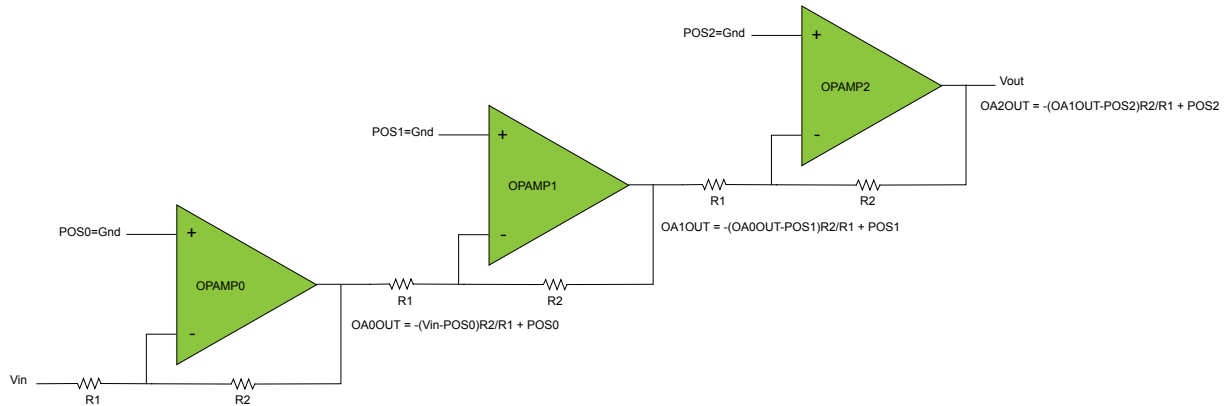 POS2=Gnd
+
OPAMP2
-
Vout
OA2OUT = -(OA1OUT-POS2)R2/R1 + POS2
R1
R2
POS1=Gnd
+
OPAMP1
-
OA1OUT = -(OA0OUT-POS1)R2/R1 + POS1
R1
R2
POS0=Gnd
+
OPAMP0
-
OA0OUT = -(Vin-POS0)R2/R1 + POS0
Vin
R1
R2